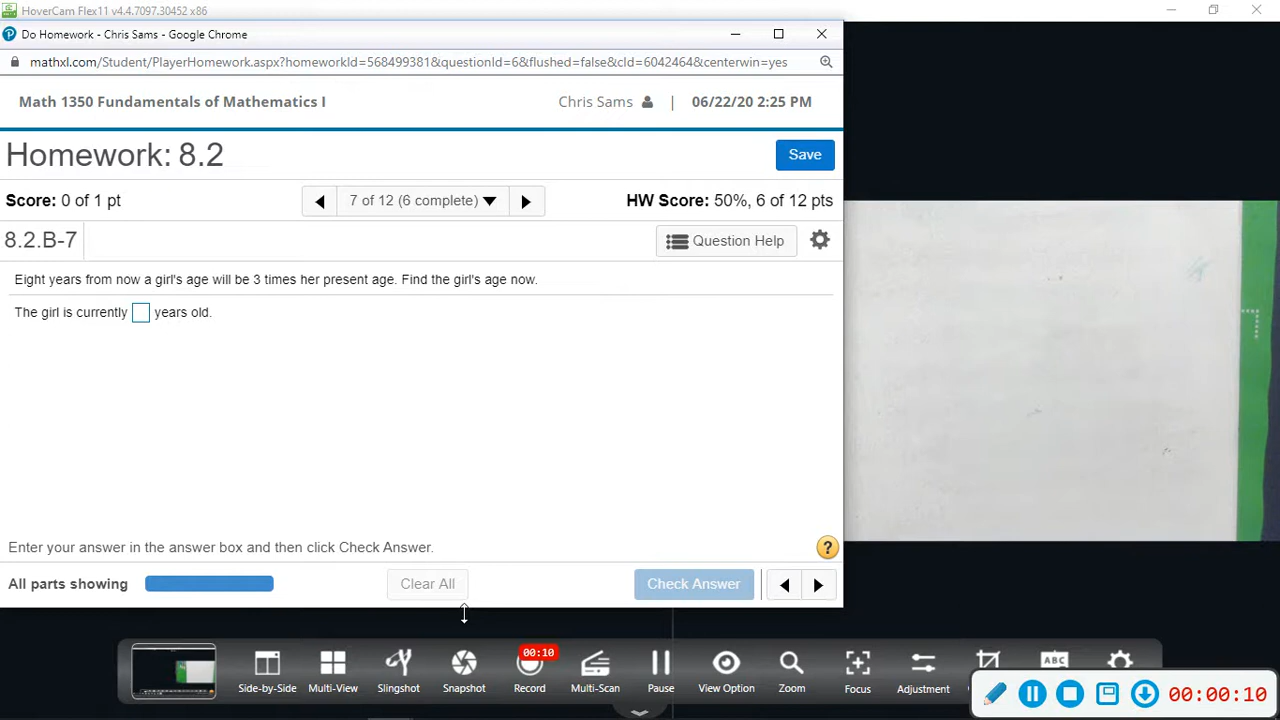 HoverCam Flex11 v4.4.7097.30452 x86
Do Homework - Chris Sams - Google Chrome
mathxl.com/Student/PlayerHomework.aspx?homeworkId=568499381&questionId=6&flushed=false&cId=6042464&centerwin=yes
Math 1350 Fundamentals of Mathematics I
Chris Sams | 06/22/20 2:25 PM
Homework: 8.2
Save
Score: 0 of 1 pt
7 of 12 (6 complete)
HW Score: 50%, 6 of 12 pts
8.2.B-7
Question Help
Eight years from now a girl's age will be 3 times her present age. Find the girl's age now.
The girl is currently years old.
Enter your answer in the answer box and then click Check Answer.
?
All parts showing
Clear All
Check Answer
00:10
ABC
Side-by-Side
Multi-View
Slingshot
Snapshot
Record
Multi-Scan
Pause
View Option
Zoom
Focus
Adjustment
00:00:10